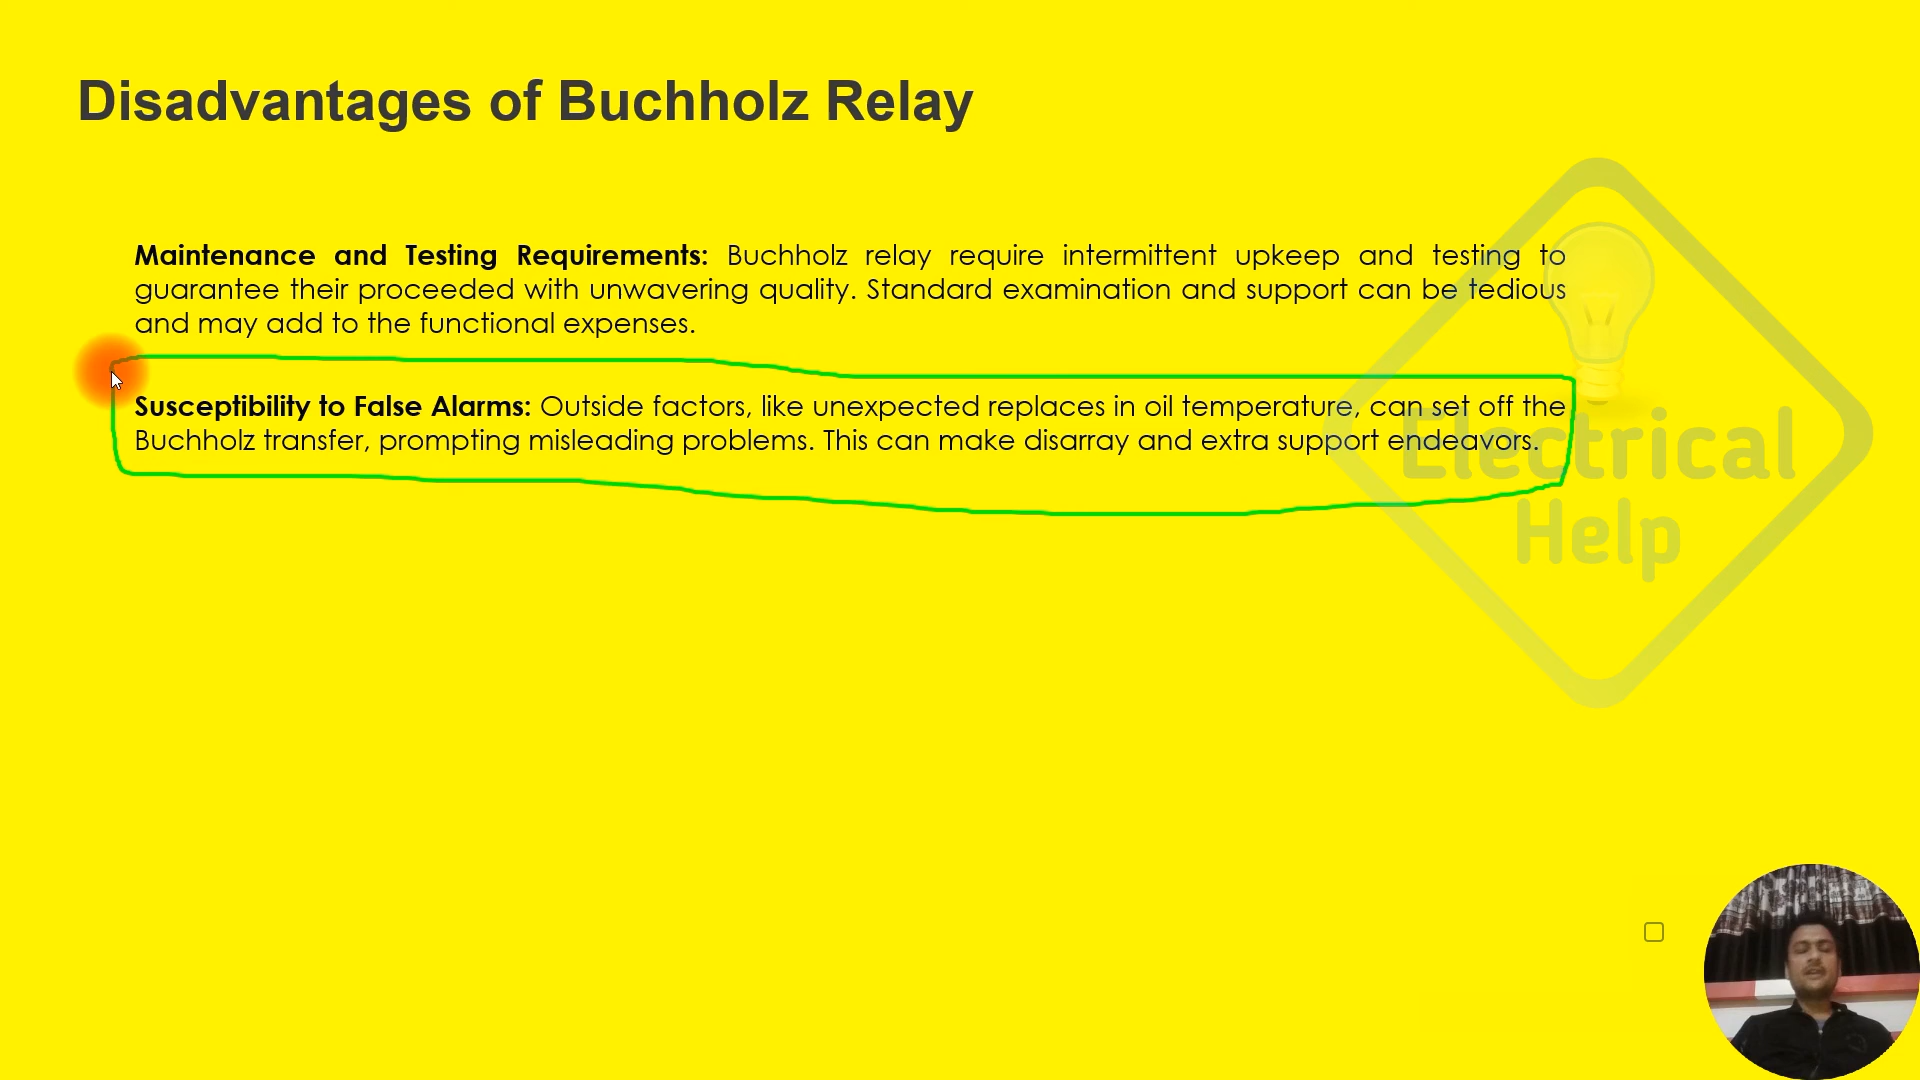 Disadvantages of Buchholz Relay
Maintenance and Testing Requirements: Buchholz relay require intermittent upkeep and testing to
guarantee their proceeded with unwavering quality. Standard examination and support can be tedious
and may add to the functional expenses.
Susceptibility to False Alarms: Outside factors, like unexpected replaces in oil temperature, can set off the
Buchholz transfer, prompting misleading problems. This can make disarray and extra support endeavors.
Electrical
Help